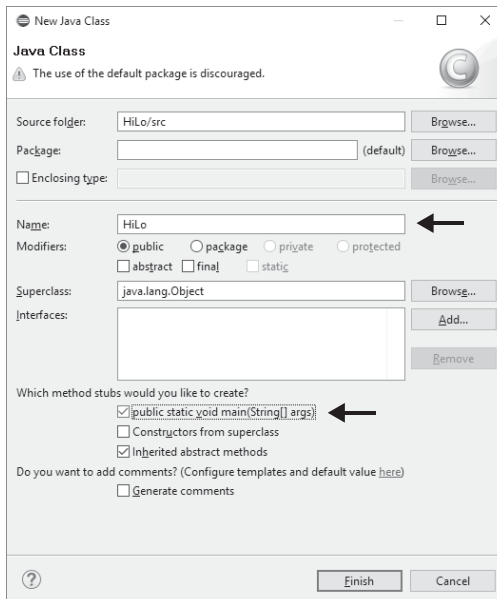 New Java Class
Java Class
The use of the default package is discouraged.
C
Source folder: HiLo/src Browse...
Package: (default) Browse...
Enclosing type: Browse...
Name: HiLo
Modifiers: public package private protected
abstract final static
Superclass: java.lang.Object Browse...
Interfaces: Add...
Remove
Which method stubs would you like to create?
public static void main(String[] args)
Constructors from superclass
Inherited abstract methods
Do you want to add comments? (Configure templates and default value here)
Generate comments
? Finish Cancel